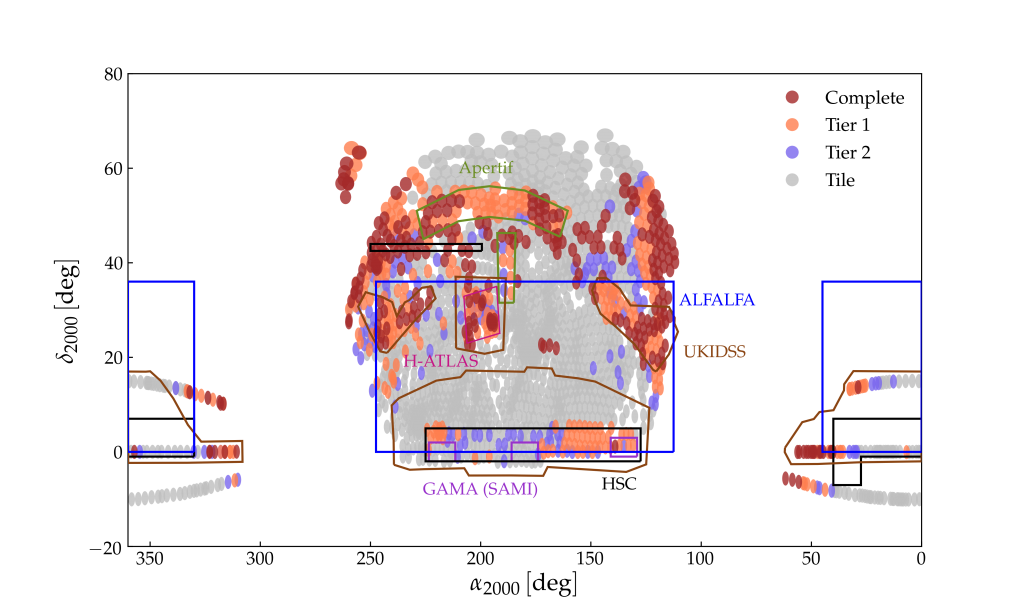 80
60
40
20
0
−20
δ2000 [deg]
Complete
Tier 1
Tier 2
Tile
Apertif
ALFALFA
UKIDSS
H-ATLAS
GAMA (SAMI)
HSC
350
300
250
200
150
100
50
0
α2000 [deg]